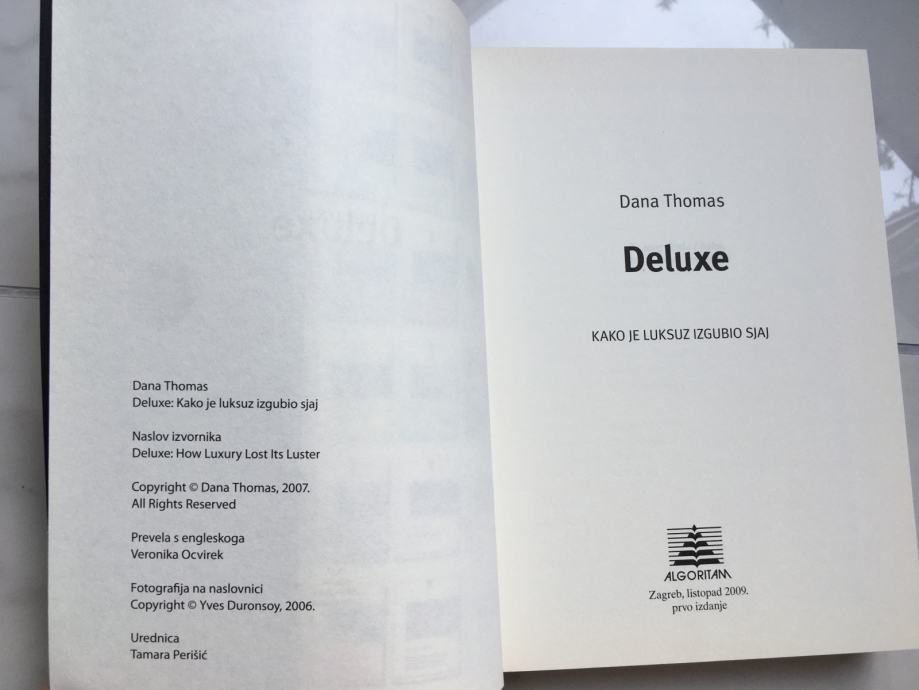 Dana Thomas
Deluxe: Kako je luksuz izgubio sjaj
Naslov izvornika
Deluxe: How Luxury Lost Its Luster
Copyright © Dana Thomas, 2007.
All Rights Reserved
Prevela s engleskoga
Veronika Ocvirek
Fotografija na naslovnici
Copyright © Yves Duronsoy, 2006.
Urednica
Tamara Perišić
Dana Thomas
Deluxe
KAKO JE LUKSUZ IZGUBIO SJAJ
ALGORITAM
Zagreb, listopad 2009.
prvo izdanje